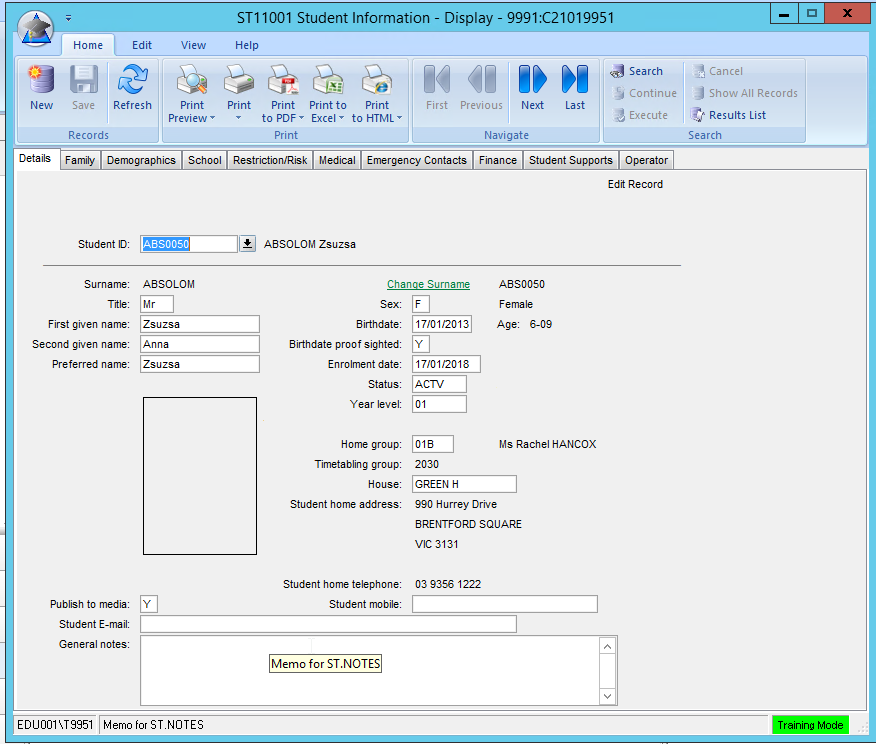 ST11001 Student Information - Display - 9991:C21019951
Home Edit View Help
New Save Refresh Print Preview Print Print to PDF Print to Excel Print to HTML First Previous Next Last
Search Cancel
Continue Show All Records
Execute Results List
Records Print Navigate Search
Details Family Demographics School Restriction/Risk Medical Emergency Contacts Finance Student Supports Operator
Edit Record
Student ID: ABS0050 ABSOLOM Zsuzsa
Surname: ABSOLOM Change Surname ABS0050
Title: Mr Sex: F Female
First given name: Zsuzsa Birthdate: 17/01/2013 Age: 6-09
Second given name: Anna Birthdate proof sighted: Y
Preferred name: Zsuzsa Enrolment date: 17/01/2018
Status: ACTV
Year level: 01
Home group: 01B Ms Rachel HANCOX
Timetabling group: 2030
House: GREEN H
Student home address: 990 Hurrey Drive
BRENTFORD SQUARE
VIC 3131
Student home telephone: 03 9356 1222
Publish to media: Y Student mobile:
Student E-mail:
General notes:
Memo for ST.NOTES
EDU001\T9951 Memo for ST.NOTES Training Mode